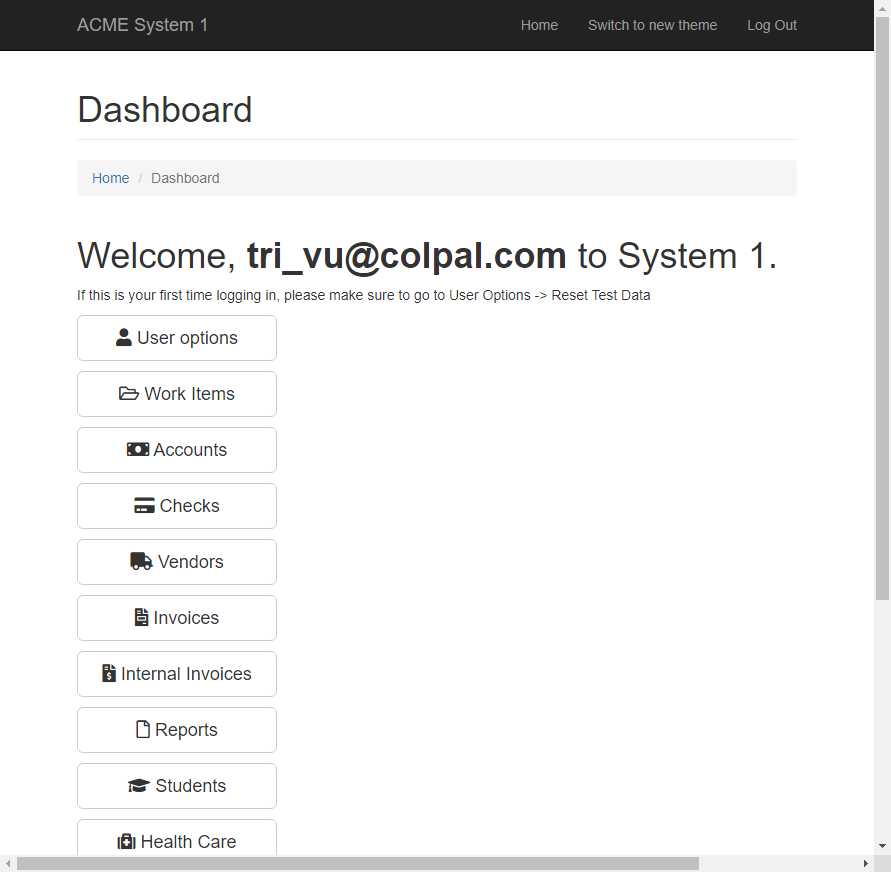 ACME System 1 Home Switch to new theme Log Out
Dashboard
Home / Dashboard
Welcome, tri_vu@colpal.com to System 1.
If this is your first time logging in, please make sure to go to User Options -> Reset Test Data
User options
Work Items
Accounts
Checks
Vendors
Invoices
Internal Invoices
Reports
Students
Health Care